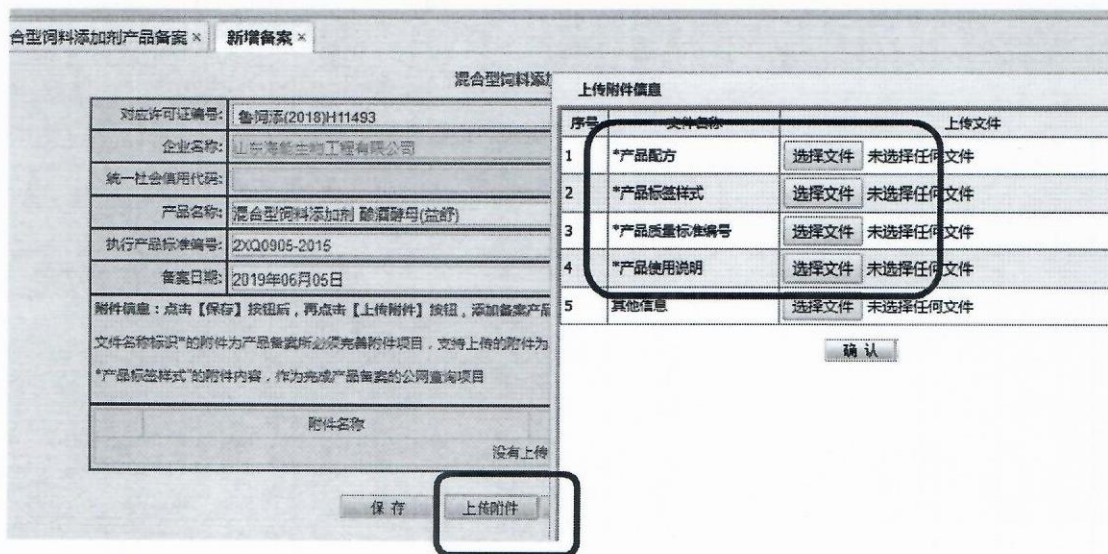 合型饲料添加剂产品备案 × 新增备案 ×
混合型饲料添加
对应许可证编号: 鲁饲添(2018)H11493
企业名称: 山东海能生物工程有限公司
统一社会信用代码:
产品名称: 混合型饲料添加剂 酿酒酵母(益舒)
执行产品标准编号: 2XQ0905-2015
备案日期: 2019年06月05日
附件信息：点击【保存】按钮后，再点击【上传附件】按钮，添加备案产品
文件名称标识*的附件为产品备案所必须完善附件项目，支持上传的附件为
"产品标签样式"的附件内容，作为完成产品备案的公网查询项目
附件名称
没有上传
保存 上传附件
上传附件信息
序号 文件名称 上传文件
1 *产品配方 选择文件 未选择任何文件
2 *产品标签样式 选择文件 未选择任何文件
3 *产品质量标准编号 选择文件 未选择任何文件
4 *产品使用说明 选择文件 未选择任何文件
5 其他信息 选择文件 未选择任何文件
确认